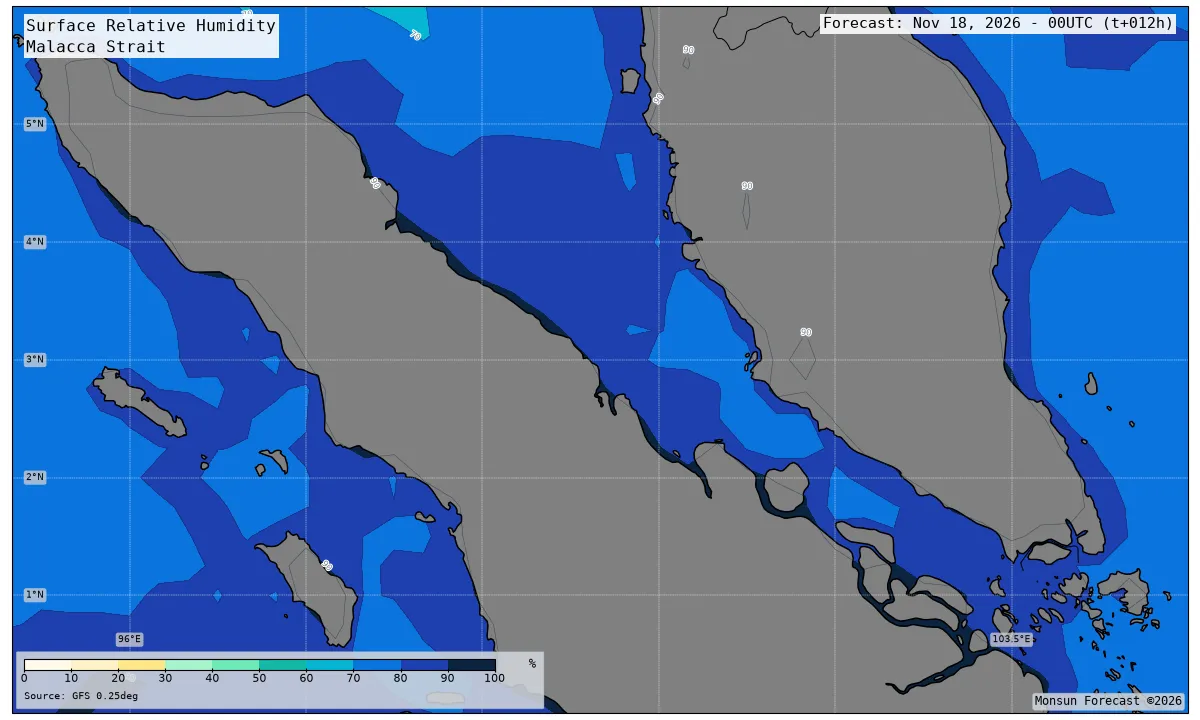 Surface Relative Humidity
Malacca Strait
Forecast: Nov 18, 2026 - 00UTC (t+012h)
70
90
90
5°N
90
90
4°N
90
3°N
2°N
90
1°N
96°E
103.5°E
%
0 10 20 30 40 50 60 70 80 90 100
Source: GFS 0.25deg
Monsun Forecast ©2026